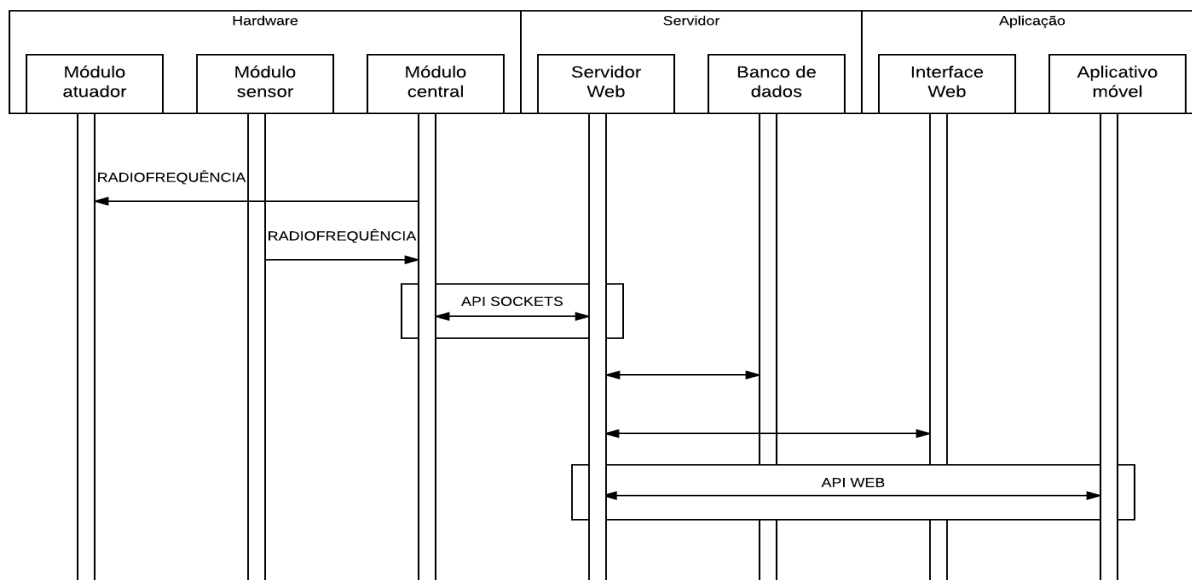 Hardware
Servidor
Aplicação
Módulo
atuador
Módulo
sensor
Módulo
central
Servidor
Web
Banco de
dados
Interface
Web
Aplicativo
móvel
RADIOFREQUÊNCIA
RADIOFREQUÊNCIA
API SOCKETS
API WEB